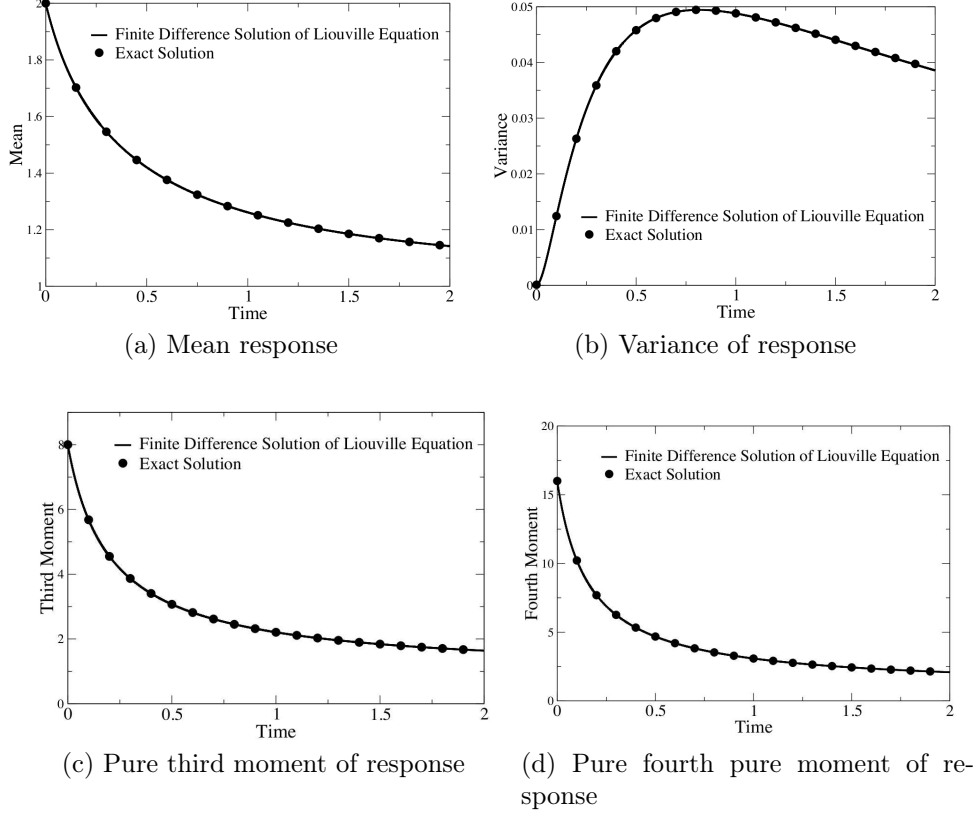 2
1.8
1.6
1.4
1.2
1
Mean
Finite Difference Solution of Liouville Equation
Exact Solution
0
0.5
1
1.5
2
Time
(a) Mean response
0.05
0.04
0.03
0.02
0.01
0
Variance
Finite Difference Solution of Liouville Equation
Exact Solution
0
0.5
1
1.5
2
Time
(b) Variance of response
8
6
4
2
0
Third Moment
Finite Difference Solution of Liouville Equation
Exact Solution
0
0.5
1
1.5
2
Time
(c) Pure third moment of response
20
15
10
5
0
Fourth Moment
Finite Difference Solution of Liouville Equation
Exact Solution
0
0.5
1
1.5
2
Time
(d) Pure fourth pure moment of re-
sponse